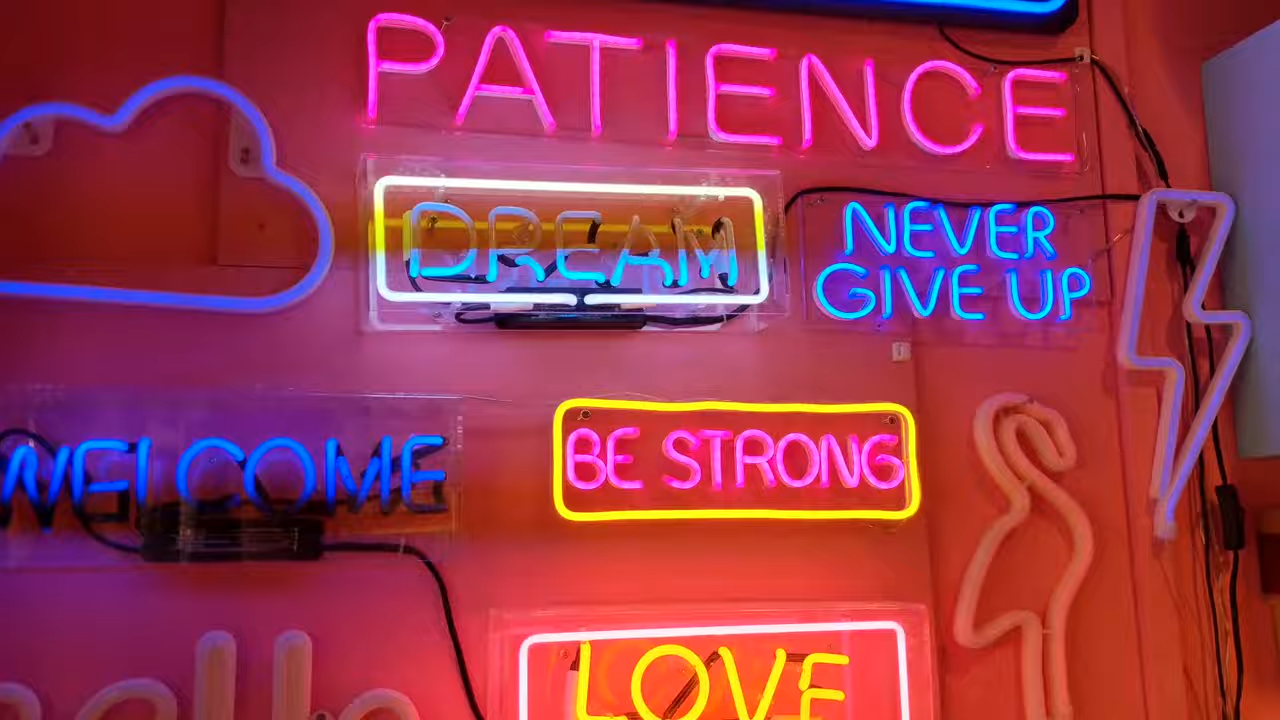 PATIENCE
DREAM
NEVER
GIVE UP
WELCOME
BE STRONG
LOVE